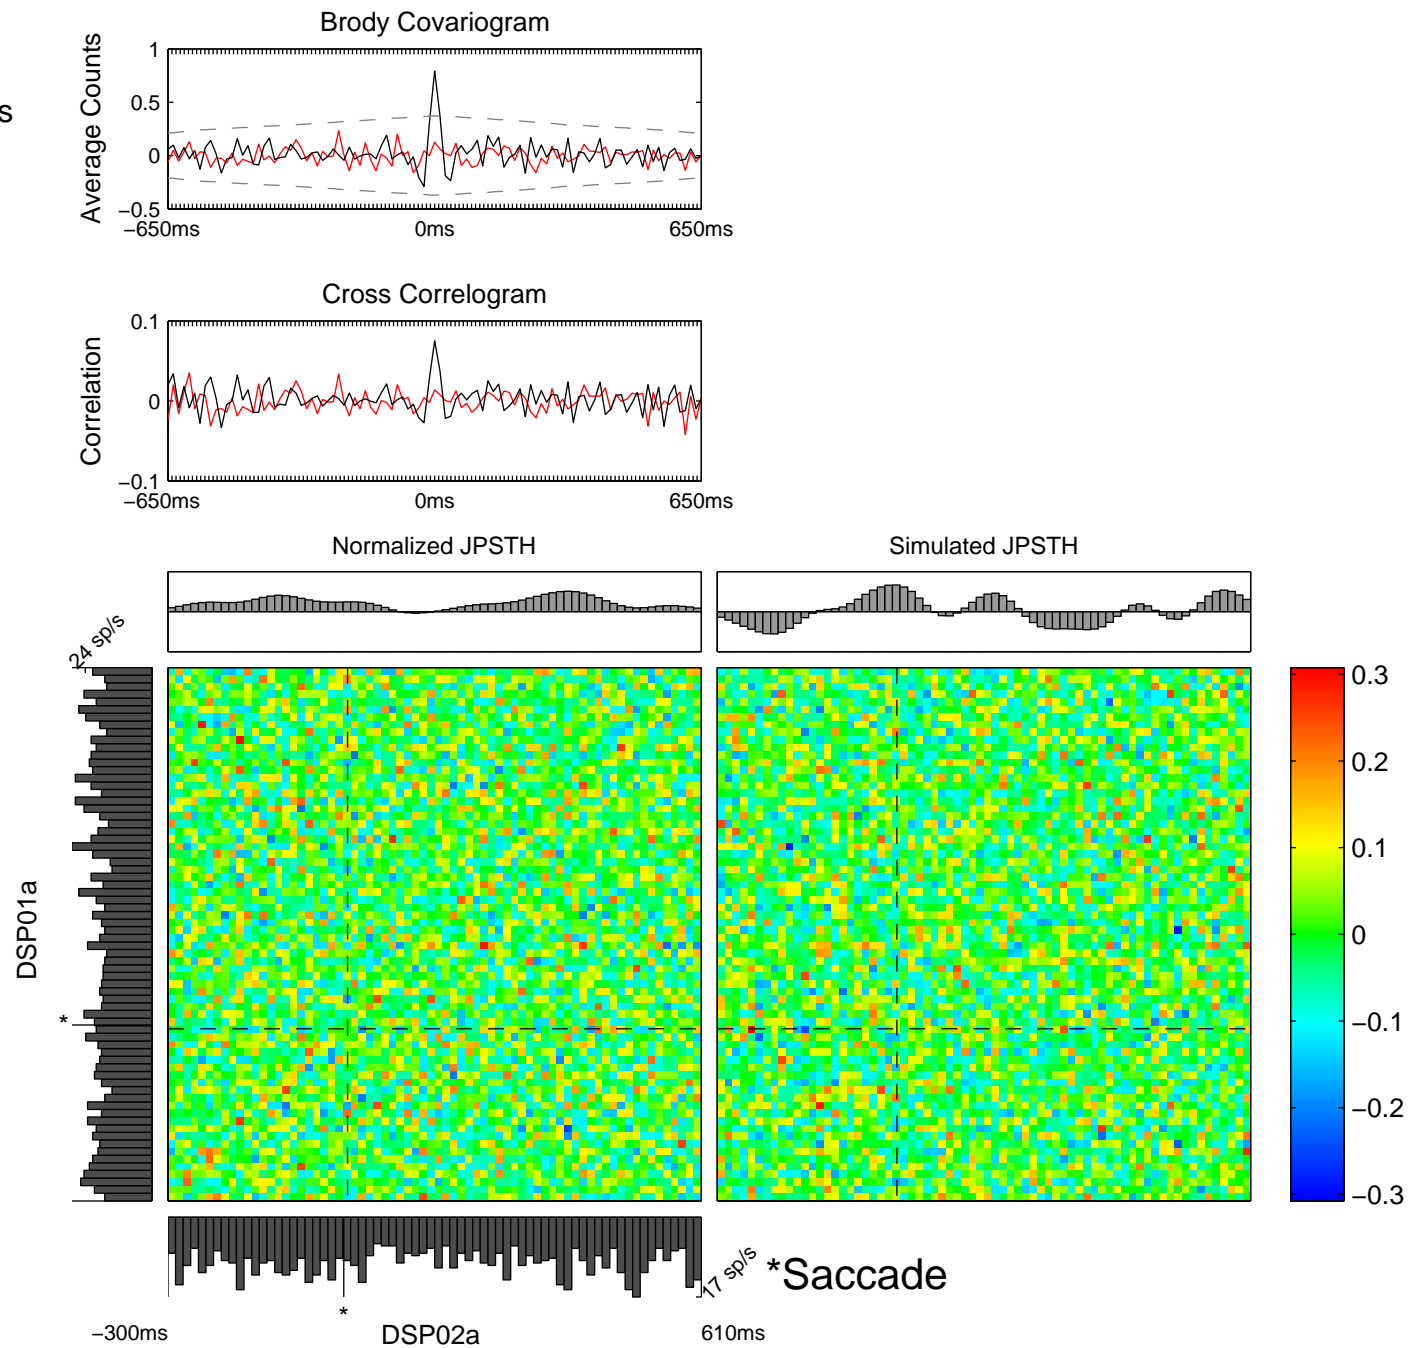 Brody Covariogram
s
Average Counts
1
0.5
0
−0.5
−650ms
0ms
650ms
Cross Correlogram
Correlation
0.1
0
−0.1
−650ms
0ms
650ms
Normalized JPSTH
Simulated JPSTH
24 sp/s
DSP01a
*
0.3
0.2
0.1
0
−0.1
−0.2
−0.3
17 sp/s
*Saccade
*
−300ms
DSP02a
610ms